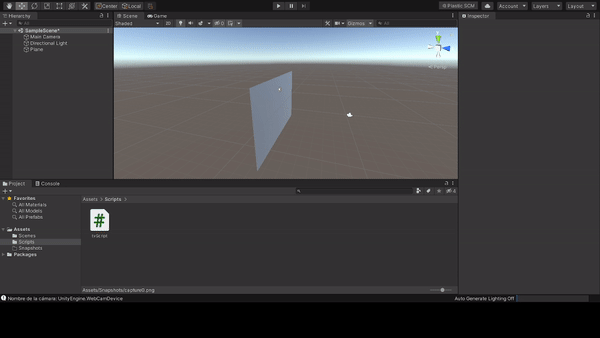 Center
Local
Plastic SCM
Account
Layers
Layout
Hierarchy
Scene
Game
Inspector
All
Shaded
2D
Gizmos
All
SampleScene*
Main Camera
Directional Light
Plane
Persp
Project
Console
Favorites
All Materials
All Models
All Prefabs
Assets
Scenes
Scripts
Snapshots
Packages
Assets > Scripts >
Assets/Snapshots/capture0.png
Nombre de la cámara: UnityEngine.WebCamDevice
Auto Generate Lighting Off